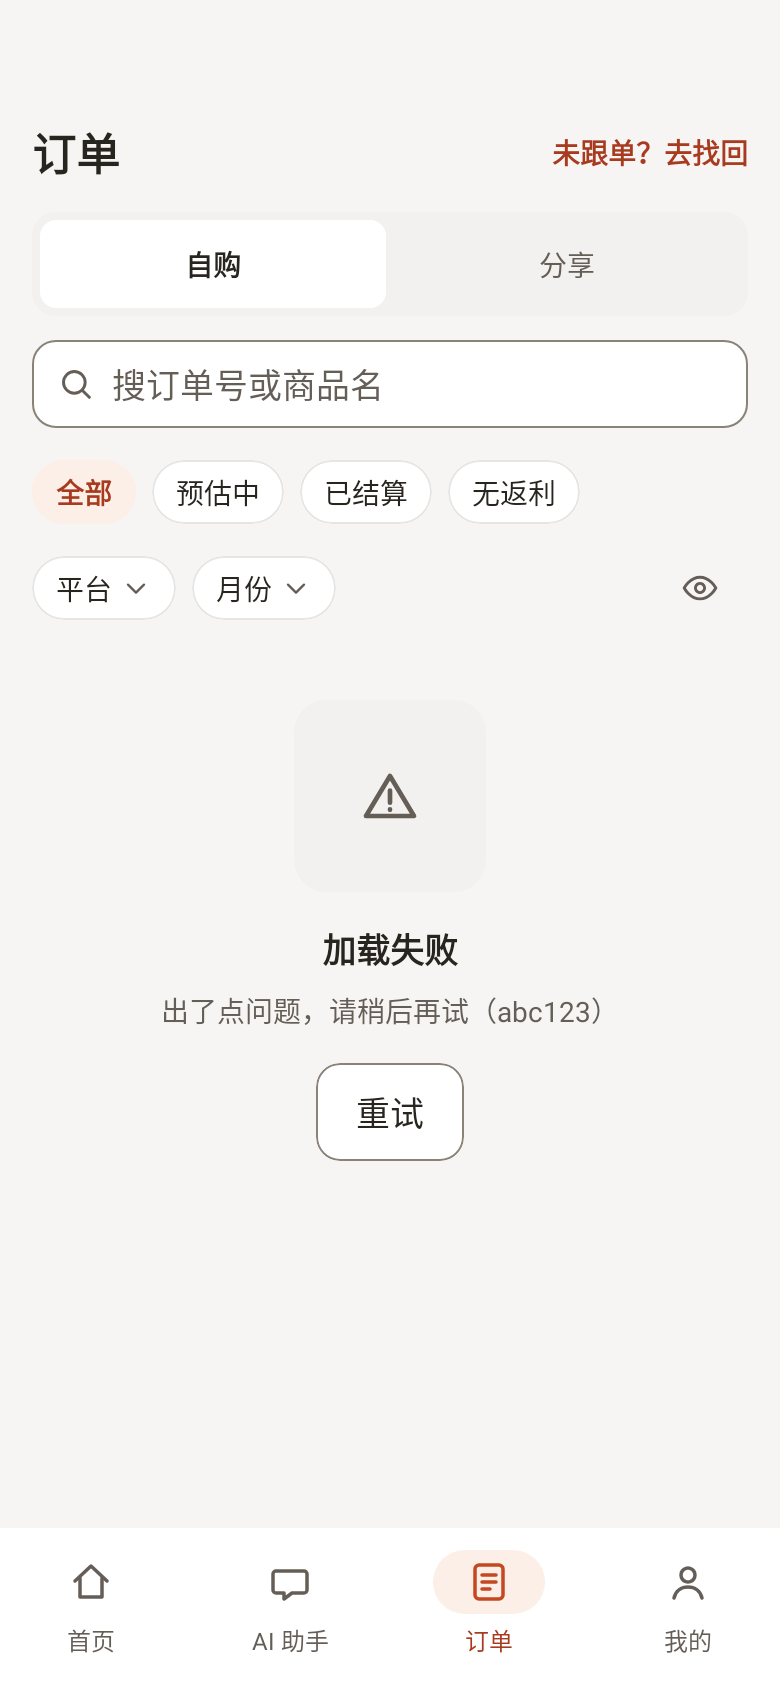 订单
未跟单？去找回
自购
分享
搜订单号或商品名
全部
预估中
已结算
无返利
平台
月份
加载失败
出了点问题，请稍后再试（abc123）
重试
首页
AI 助手
订单
我的